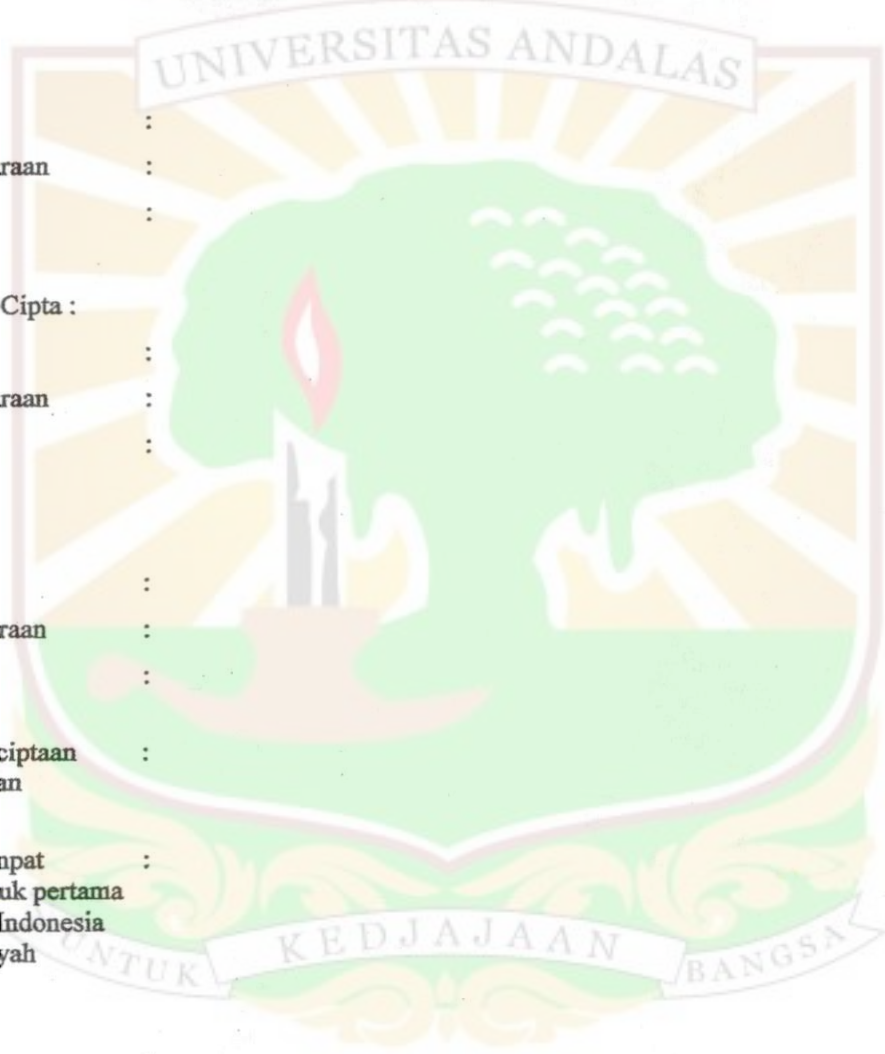 UNIVERSITAS ANDALAS
:
raan :
:
Cipta :
:
raan :
:
:
raan :
:
ciptaan :
an
npat :
uk pertama
Indonesia
yah
UNTUK KEDJAJAAN BANGSA